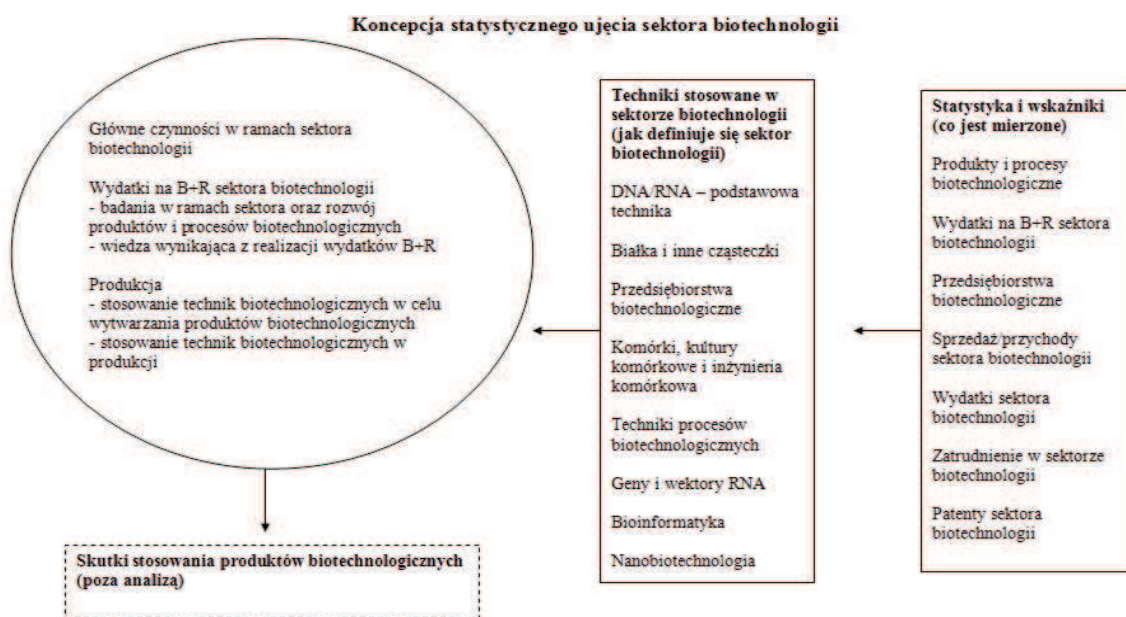 Koncepcja statystycznego ujęcia sektora biotechnologii
Główne czynności w ramach sektora
biotechnologii
Wydatki na B+R sektora biotechnologii
- badania w ramach sektora oraz rozwój
produktów i procesów biotechnologicznych
- wiedza wynikająca z realizacji wydatków B+R
Produkcja
- stosowanie technik biotechnologicznych w celu
wytwarzania produktów biotechnologicznych
- stosowanie technik biotechnologicznych w
produkcji
Skutki stosowania produktów biotechnologicznych
(poza analizą)
Techniki stosowane w
sektorze biotechnologii
(jak definiuje się sektor
biotechnologii)
DNA/RNA – podstawowa
technika
Białka i inne cząsteczki
Przedsiębiorstwa
biotechnologiczne
Komórki, kultury
komórkowe i inżynieria
komórkowa
Techniki procesów
biotechnologicznych
Geny i wektory RNA
Bioinformatyka
Nanobiotechnologia
Statystyka i wskaźniki
(co jest mierzone)
Produkty i procesy
biotechnologiczne
Wydatki na B+R sektora
biotechnologii
Przedsiębiorstwa
biotechnologiczne
Sprzedaż/przychody
sektora biotechnologii
Wydatki sektora
biotechnologii
Zatrudnienie w sektorze
biotechnologii
Patenty sektora
biotechnologii